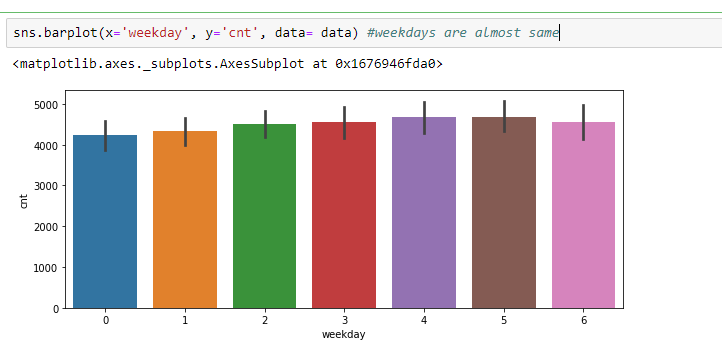 sns.barplot(x='weekday', y='cnt', data= data) #weekdays are almost same
<matplotlib.axes._subplots.AxesSubplot at 0x1676946fda0>
5000
4000
3000
2000
1000
0
cnt
0 1 2 3 4 5 6
weekday